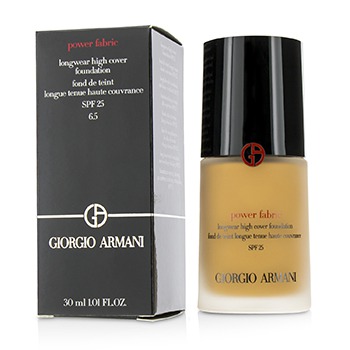 power fabric
longwear high cover
foundation
fond de teint
longue tenue haute couvrance
SPF 25
6.5
GIORGIO ARMANI
30 ml 1.01 FL.OZ.
power fabric
longwear high cover foundation
fond de teint longue tenue haute couvrance
SPF 25
GIORGIO ARMANI